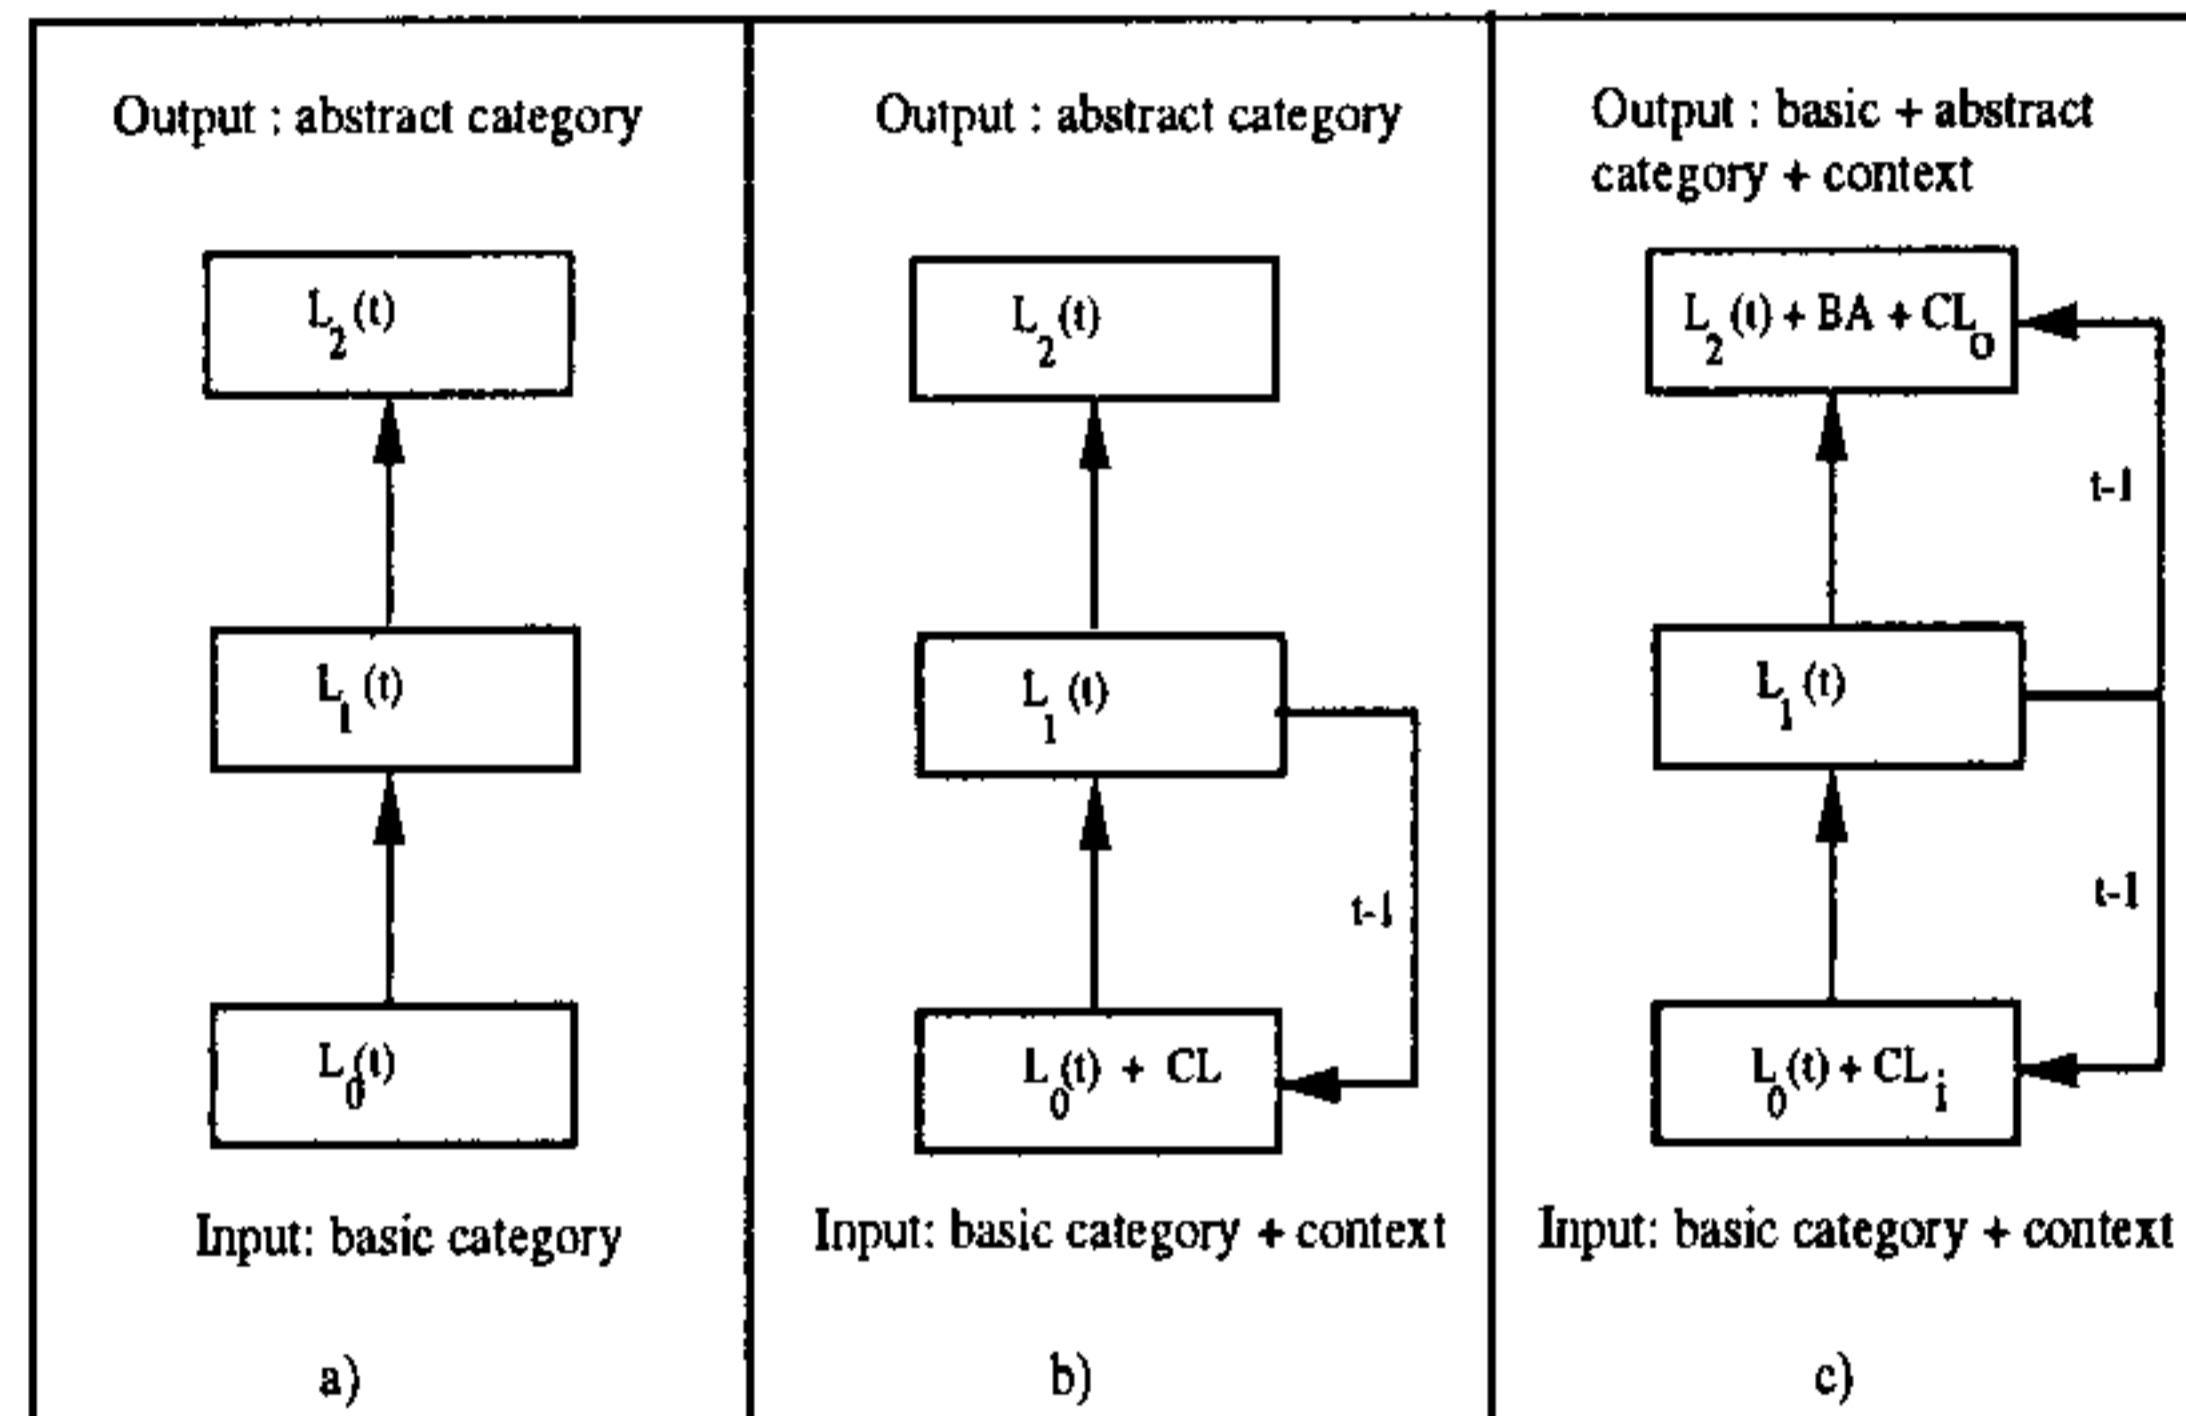 Output : abstract category
L2(t)
L1(t)
L0(t)
Input: basic category
a)
Output : abstract category
L2(t)
L1(t)
t-1
L0(t) + CL
Input: basic category + context
b)
Output : basic + abstract
category + context
L2(t) + BA + CLo
t-1
L1(t)
t-1
L0(t) + CLi
Input: basic category + context
c)